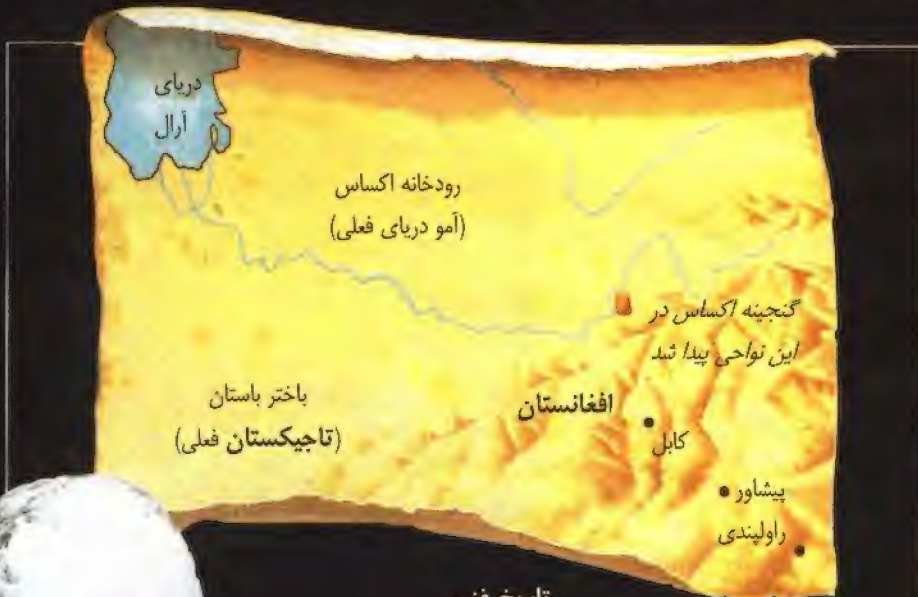 دریای
آرال
رودخانه اکساس
(آمو دریای فعلی)
گنجینه اکساس در
این نواحی پیدا شد
باختر باستان
(تاجیکستان فعلی)
افغانستان
کابل
پیشاور
راولپندی